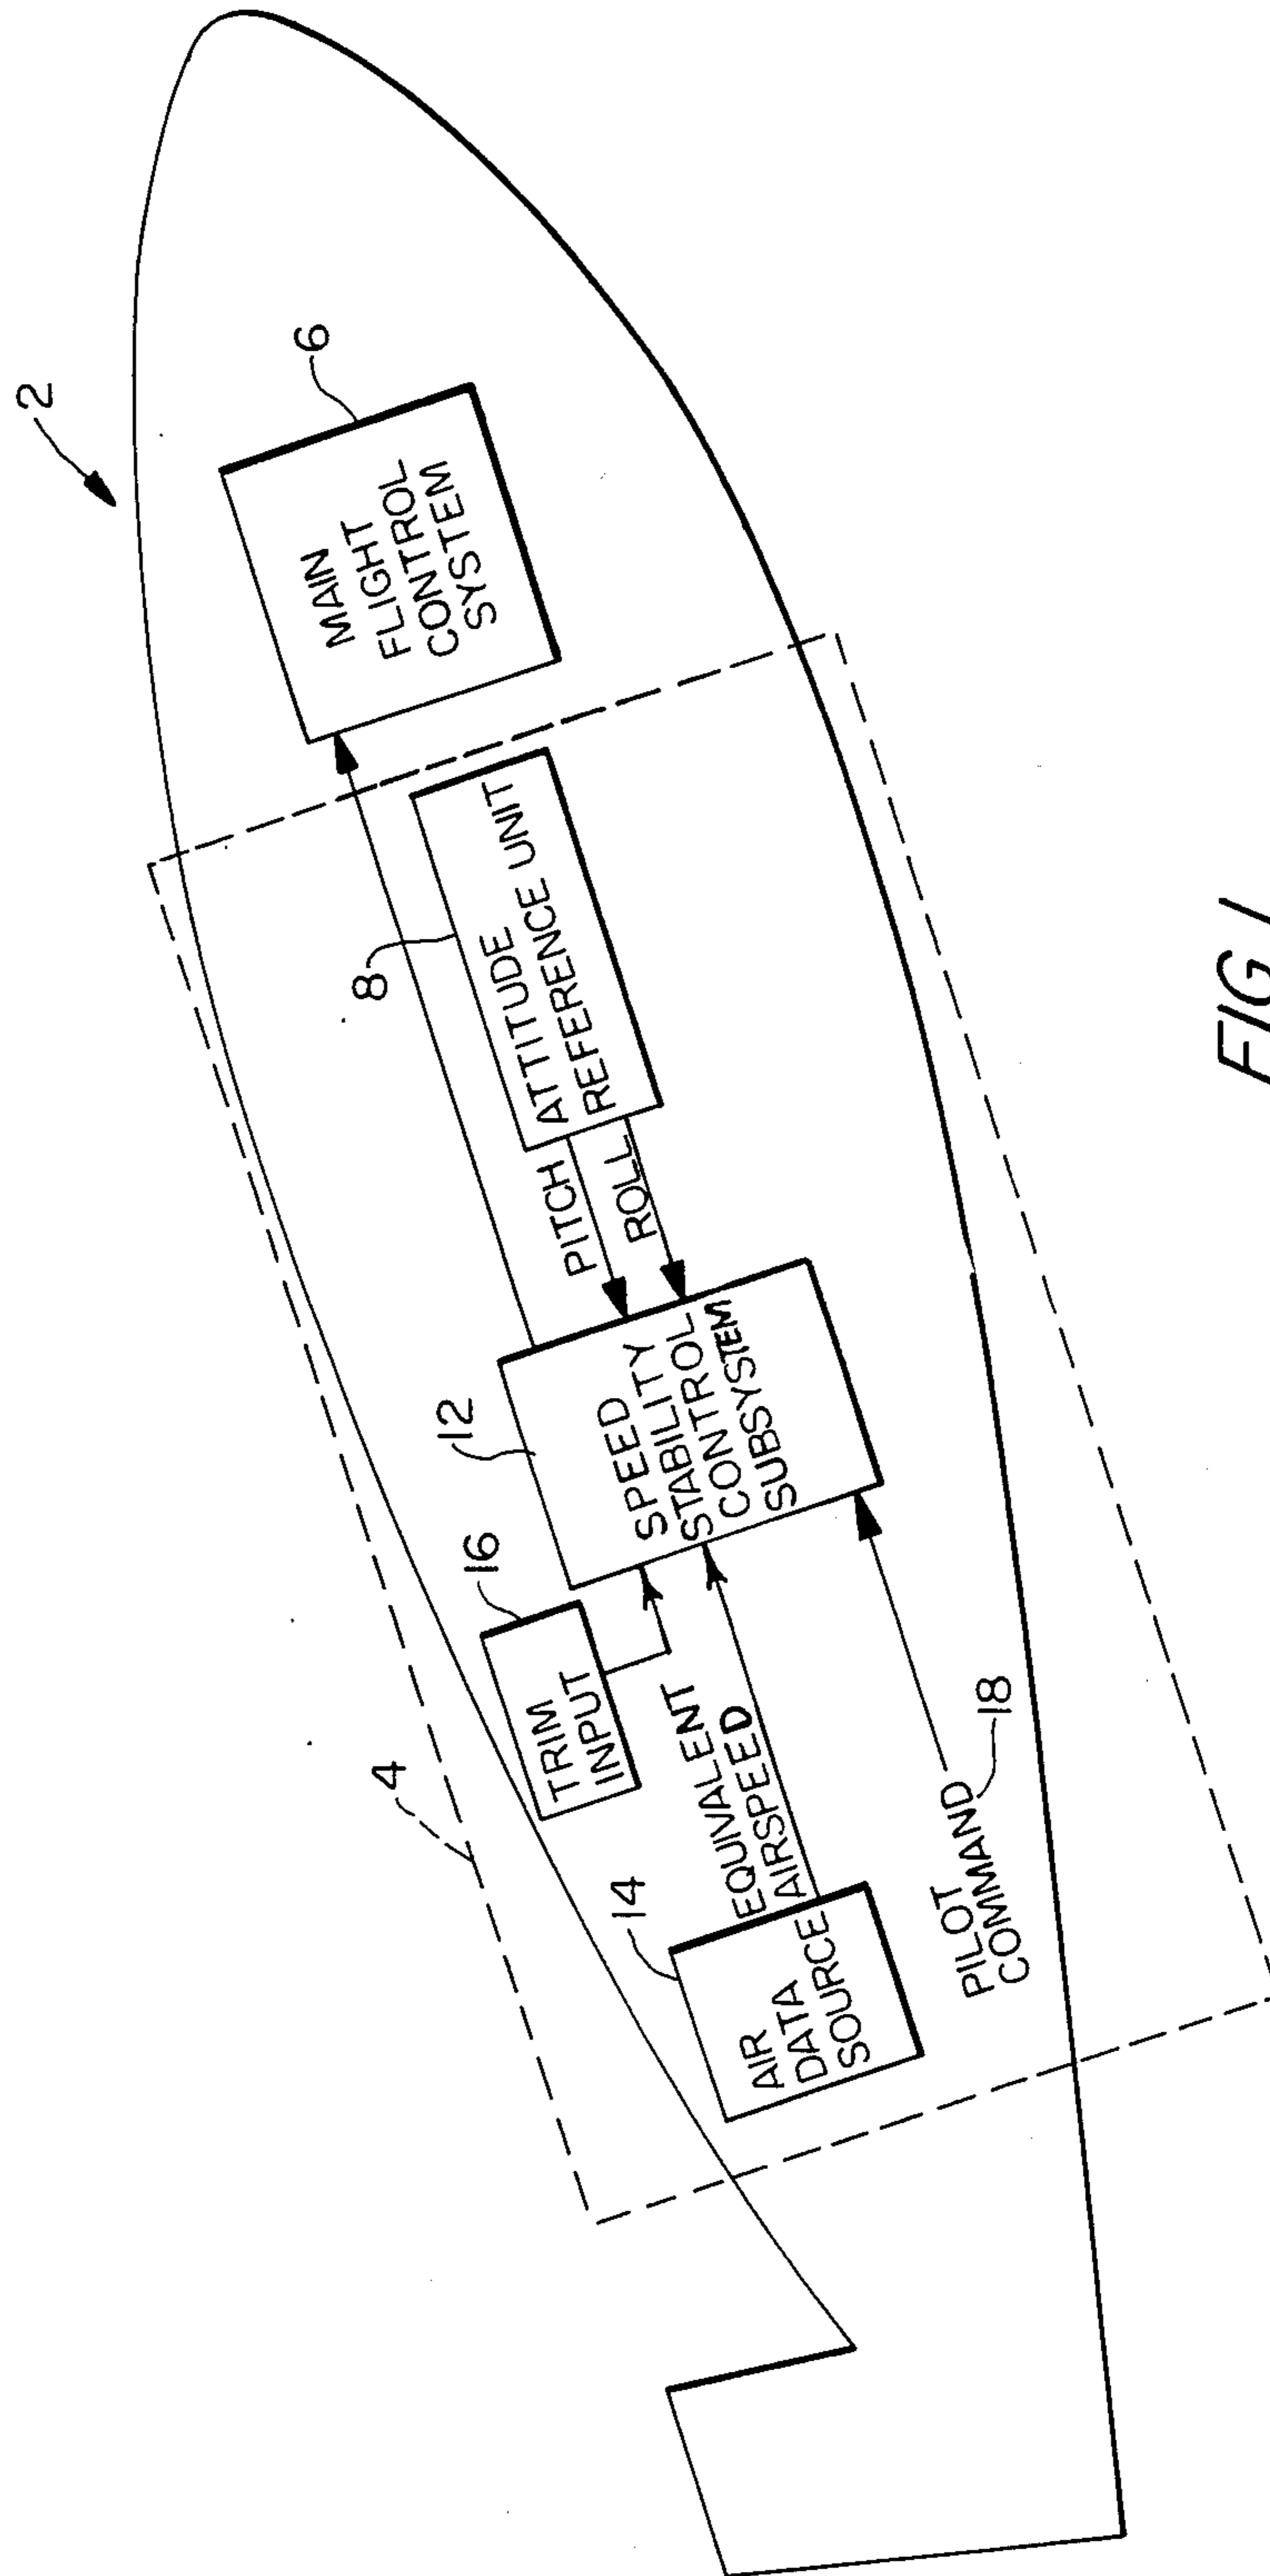 2
6
MAIN
FLIGHT
CONTROL
SYSTEM
8
ATTITUDE
REFERENCE UNIT
PITCH
ROLL
12
SPEED
STABILITY
CONTROL
SUBSYSTEM
16
TRIM
INPUT
4
EQUIVALENT
AIRSPEED
14
AIR
DATA
SOURCE
PILOT
COMMAND
18
FIG. 1